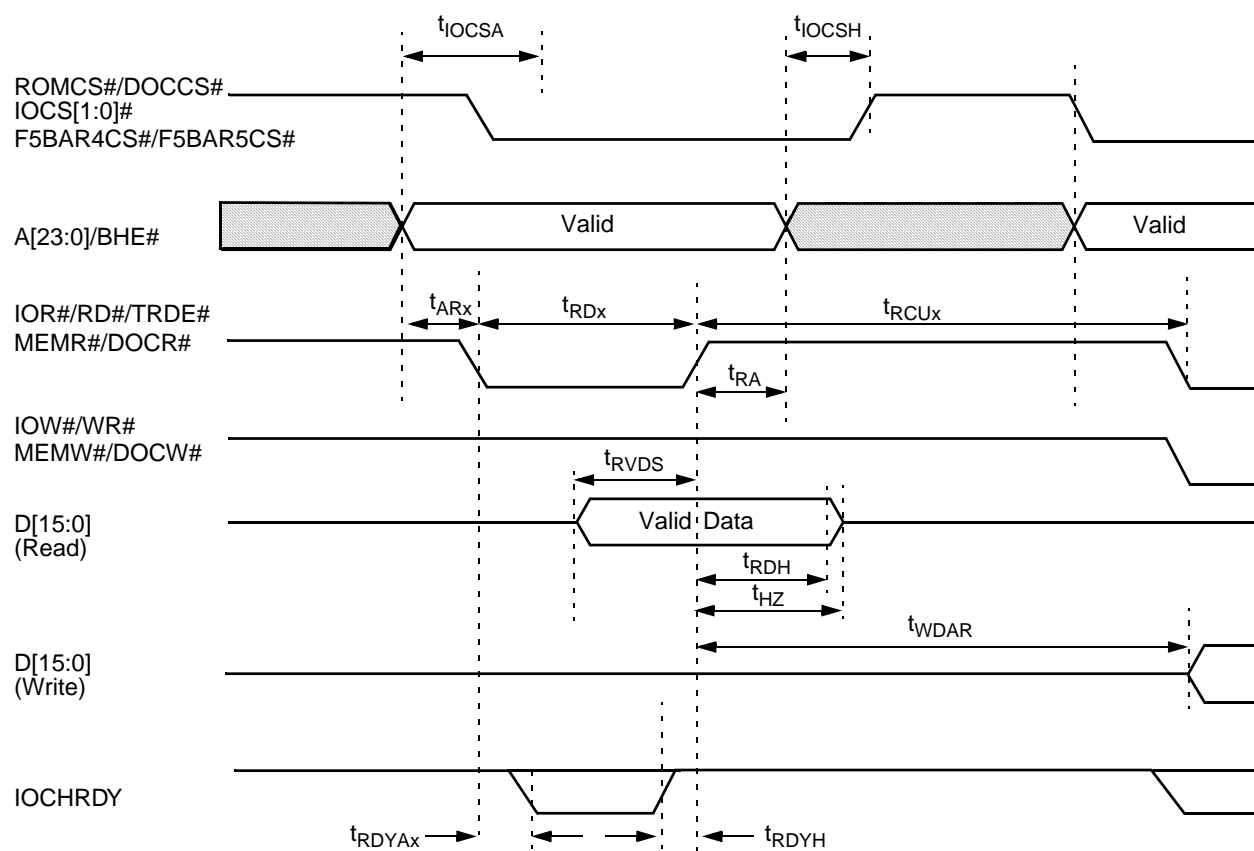 tIOCSA
tIOCSH
ROMCS#/DOCCS#
IOCS[1:0]#
F5BAR4CS#/F5BAR5CS#
A[23:0]/BHE#
Valid
Valid
IOR#/RD#/TRDE#
MEMR#/DOCR#
tARx
tRDx
tRCUx
tRA
IOW#/WR#
MEMW#/DOCW#
tRVDS
D[15:0]
(Read)
Valid Data
tRDH
tHZ
tWDAR
D[15:0]
(Write)
IOCHRDY
tRDYAx
tRDYH